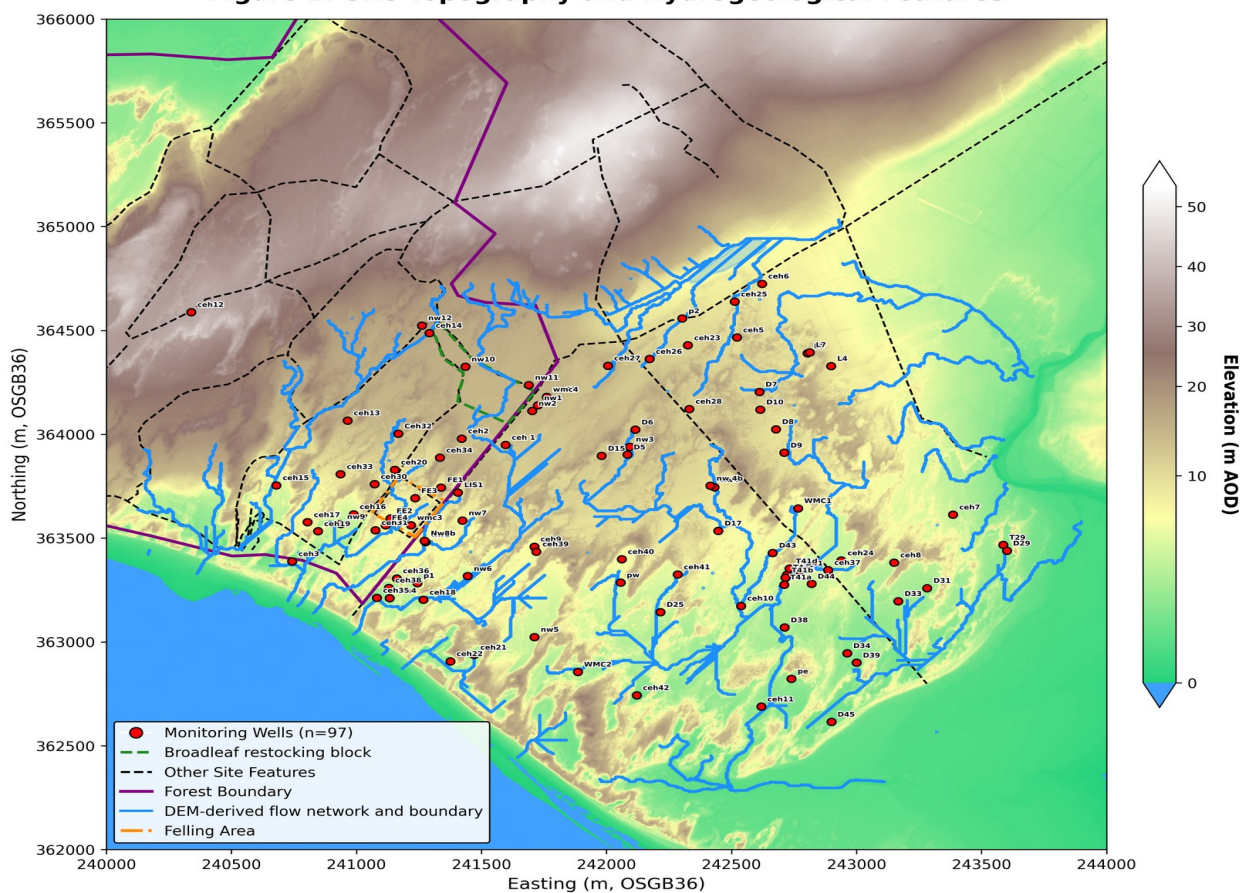 Figure 1: Site Topography and Hydrogeological Features
366000
365500
365000
364500
364000
363500
363000
362500
362000
Northing (m, OSGB36)
240000 240500 241000 241500 242000 242500 243000 243500 244000
Easting (m, OSGB36)
50
40
30
20
10
0
Elevation (m AOD)
ceh12
nw12
ceh14
nw10
nw11
wmc4
nw1
nw2
ceh6
ceh25
p2
ceh5
ceh23
ceh26
ceh27
L7
L4
D7
D10
ceh28
D8
D9
D6
nw3
D5
D15
ceh13
Ceh32
ceh2
ceh 1
ceh34
ceh20
ceh33
ceh30
ceh15
FE1
LIS1
FE3
FE2
FE4
wmc3
ceh16
nw9
ceh31
ceh17
ceh19
nw7
Nw8b
ceh3
ceh9
ceh39
ceh40
pw
ceh41
D25
D17
WMC1
D43
ceh24
ceh37
D44
T41b
T41a
ceh7
ceh8
T29
D29
D31
D33
ceh36
ceh38
p1
ceh18
nw6
ceh10
D38
nw5
ceh21
ceh22
WMC2
ceh42
D34
D39
pe
ceh11
D45
Monitoring Wells (n=97)
Broadleaf restocking block
Other Site Features
Forest Boundary
DEM-derived flow network and boundary
Felling Area